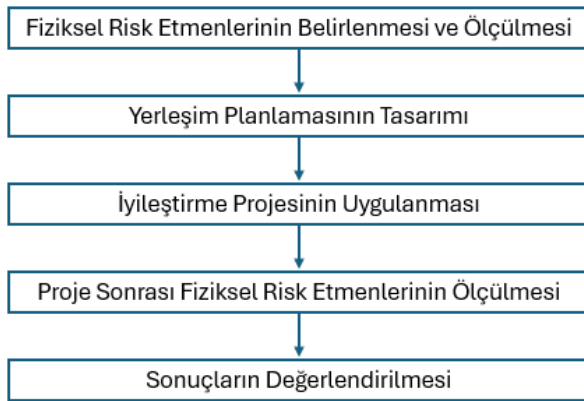 Fiziksel Risk Etmenlerinin Belirlenmesi ve Ölçülmesi
Yerleşim Planlamasının Tasarımı
İyileştirme Projesinin Uygulanması
Proje Sonrası Fiziksel Risk Etmenlerinin Ölçülmesi
Sonuçların Değerlendirilmesi